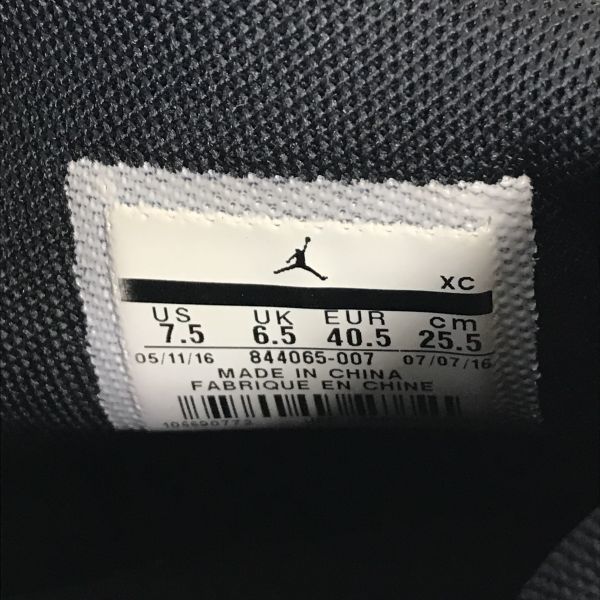 XC
US UK EUR cm
7.5 6.5 40.5 25.5
05/11/16 844065-007 07/07/16
MADE IN CHINA
FABRIQUE EN CHINE